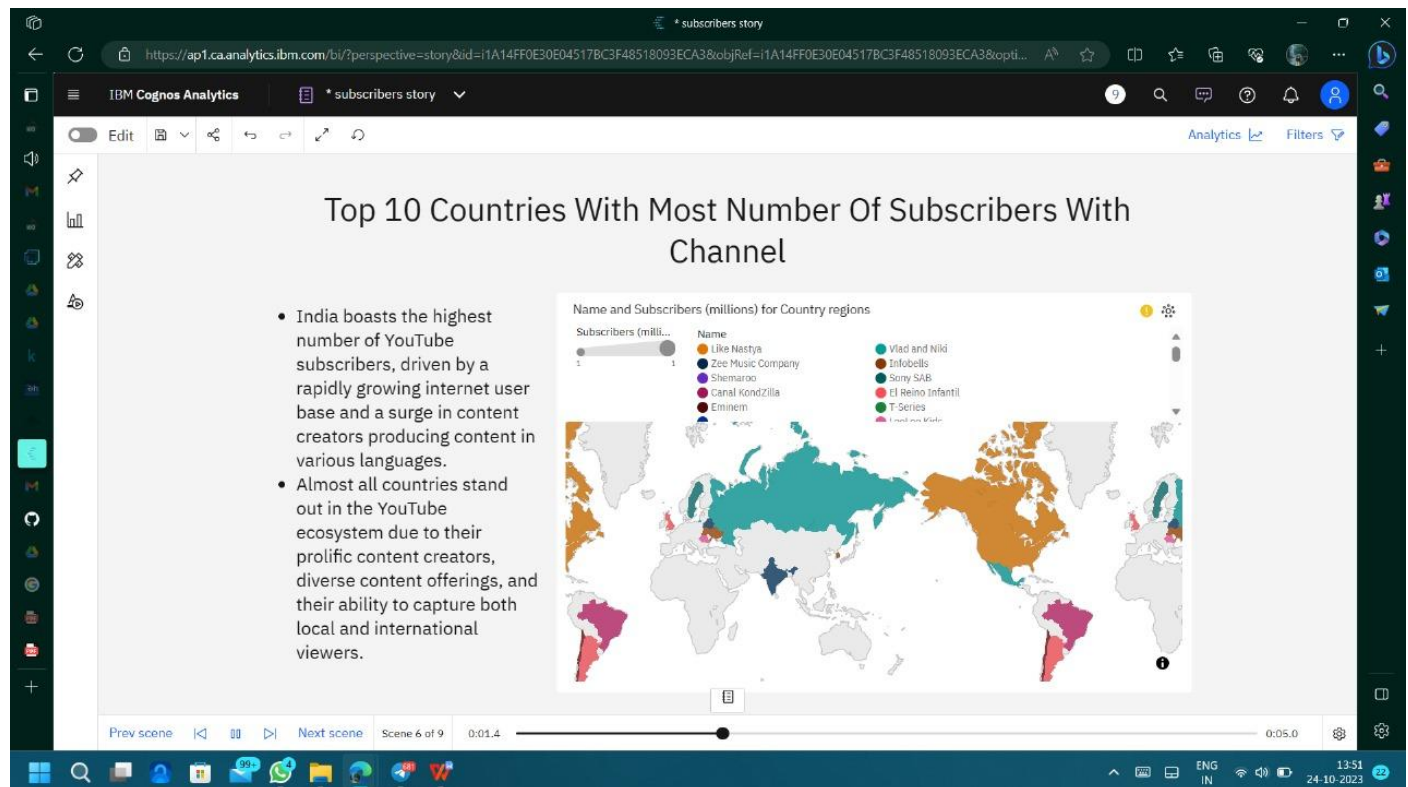 * subscribers story
https://ap1.ca.analytics.ibm.com/bi/?perspective=story&id=i1A14FF0E30E04517BC3F48518093ECA3&objRef=i1A14FF0E30E04517BC3F48518093ECA3&opti...
IBM Cognos Analytics
* subscribers story
9
Edit
Analytics
Filters
Top 10 Countries With Most Number Of Subscribers With
Channel
• India boasts the highest
number of YouTube
subscribers, driven by a
rapidly growing internet user
base and a surge in content
creators producing content in
various languages.
• Almost all countries stand
out in the YouTube
ecosystem due to their
prolific content creators,
diverse content offerings, and
their ability to capture both
local and international
viewers.
Name and Subscribers (millions) for Country regions
Subscribers (milli...
1 1
Name
Like Nastya
Zee Music Company
Shemaroo
Canal KondZilla
Eminem
Vlad and Niki
Infobells
Sony SAB
El Reino Infantil
T-Series
Prev scene
Next scene
Scene 6 of 9
0:01.4
0:05.0
99+
4
ENG
IN
13:51
24-10-2023
22